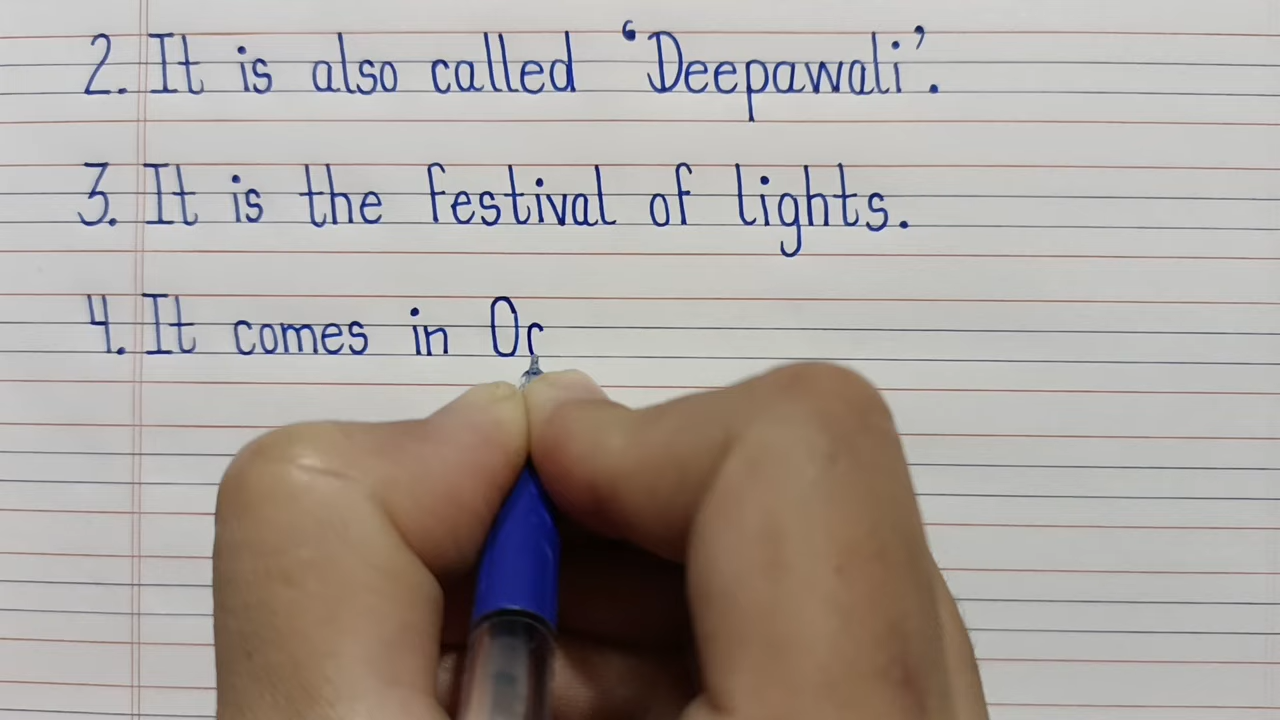 2. It is also called ‘Deepawali’.
3. It is the festival of lights.
4. It comes in Oc